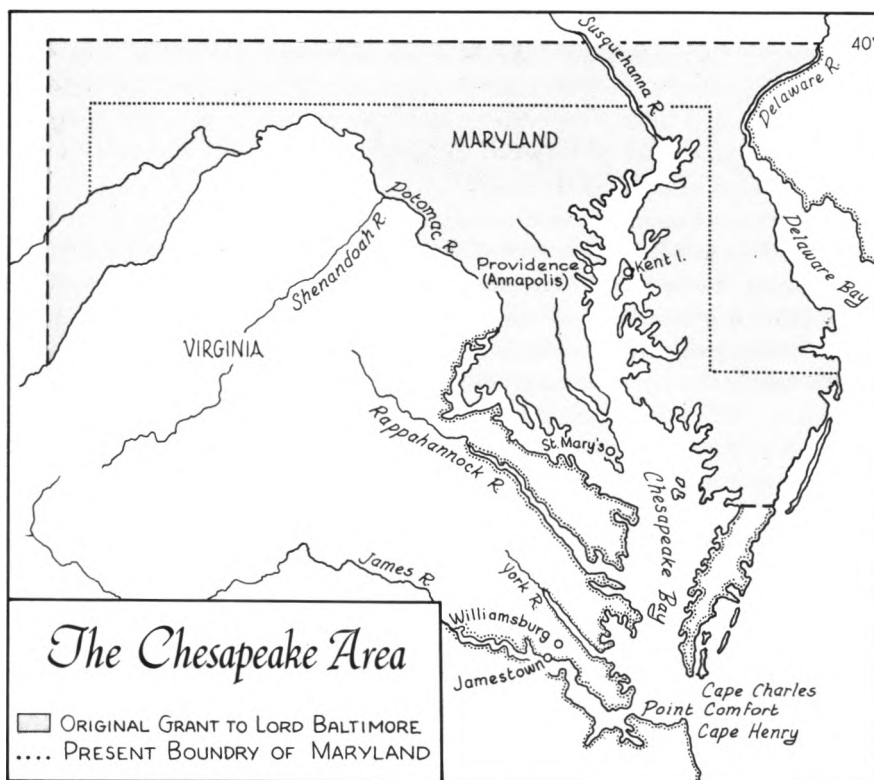 40°
Susquehanna R.
Delaware R.
MARYLAND
Potomac R.
Shenandoah R.
Providence
(Annapolis)
Kent I.
Delaware Bay
VIRGINIA
Rappahannock R.
St. Mary's
Chesapeake Bay
James R.
York R.
Williamsburg
Jamestown
Cape Charles
Point Comfort
Cape Henry
The Chesapeake Area
ORIGINAL GRANT TO LORD BALTIMORE
.... PRESENT BOUNDRY OF MARYLAND